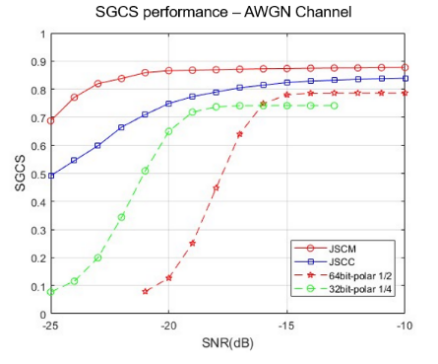 SGCS performance – AWGN Channel
1
0.9
0.8
0.7
0.6
0.5
0.4
0.3
0.2
0.1
0
SGCS
-25
-20
-15
-10
SNR(dB)
JSCM
JSCC
64bit-polar 1/2
32bit-polar 1/4